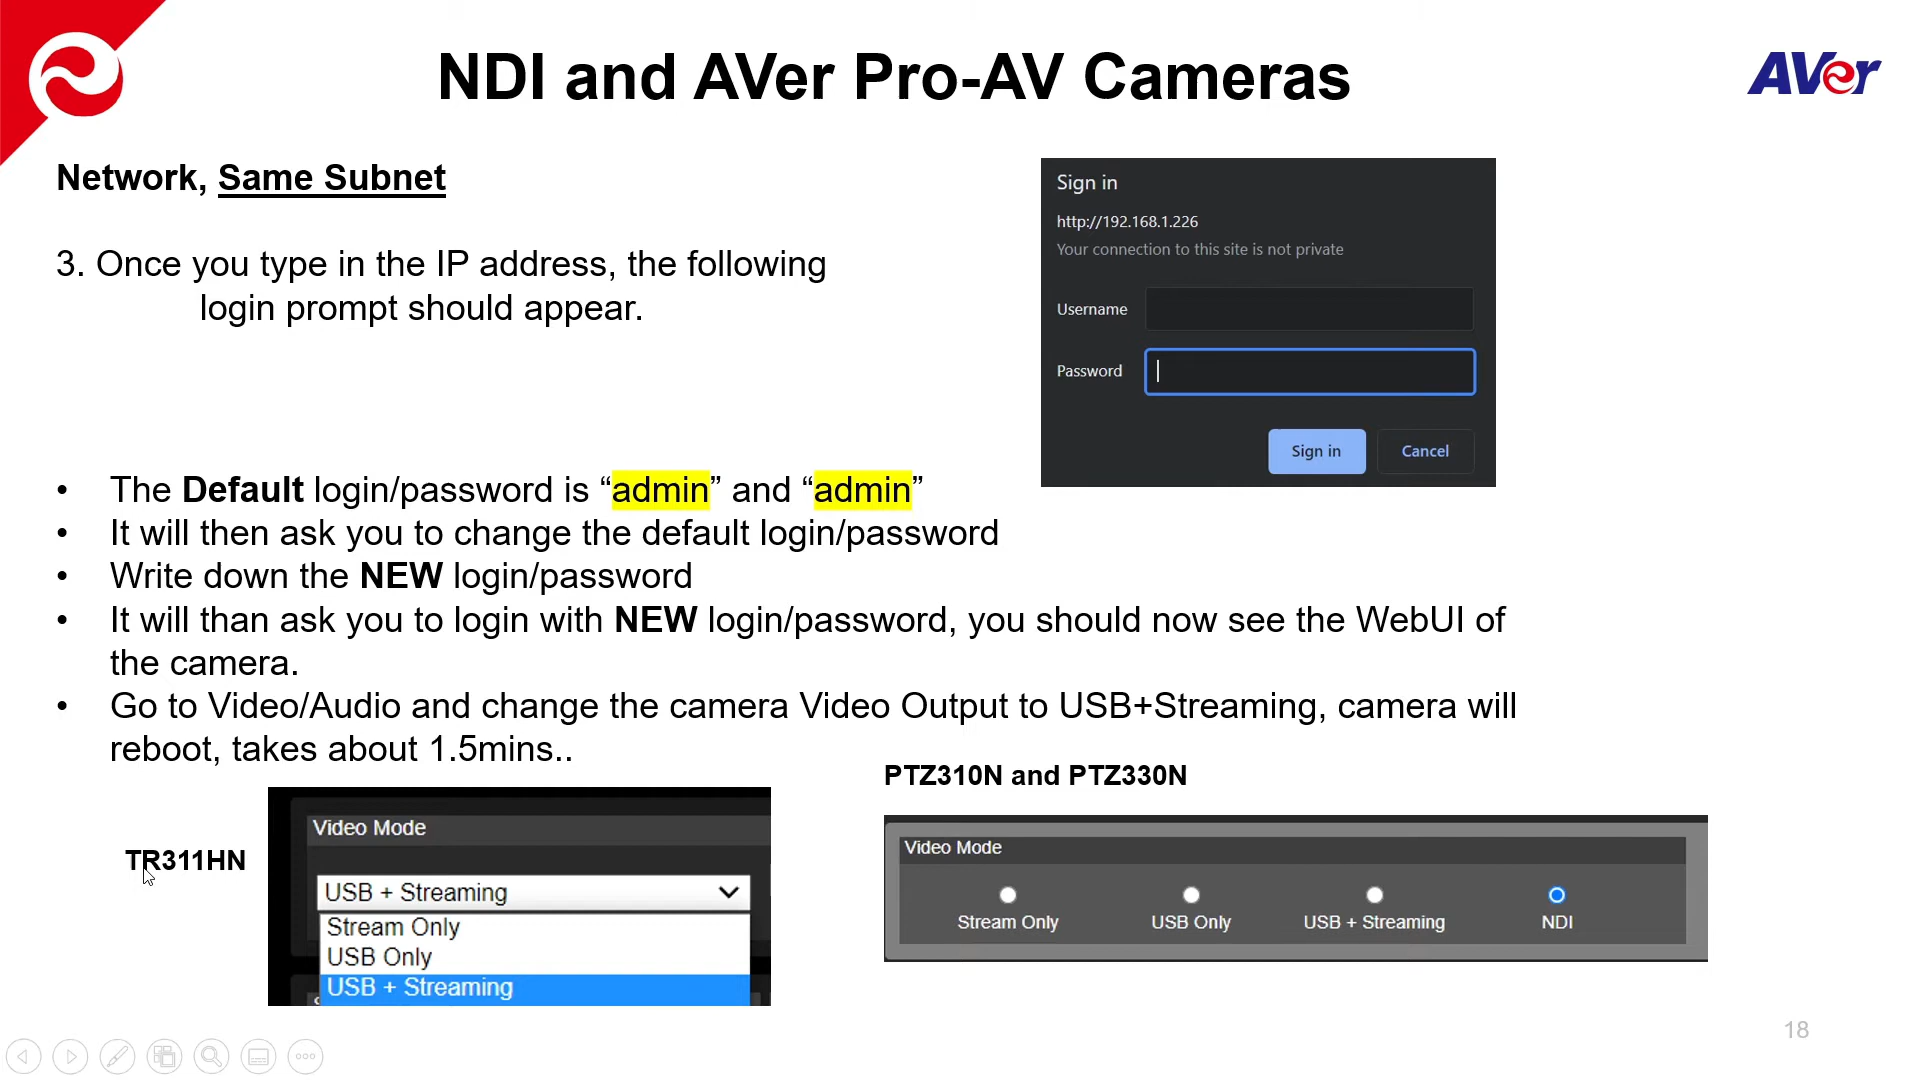 NDI and AVer Pro-AV Cameras
AVer
Network, Same Subnet
3. Once you type in the IP address, the following
login prompt should appear.
Sign in
http://192.168.1.226
Your connection to this site is not private
Username
Password
Sign in
Cancel
• The Default login/password is “admin” and “admin”
• It will then ask you to change the default login/password
• Write down the NEW login/password
• It will than ask you to login with NEW login/password, you should now see the WebUI of
the camera.
• Go to Video/Audio and change the camera Video Output to USB+Streaming, camera will
reboot, takes about 1.5mins..
TR311HN
Video Mode
USB + Streaming
Stream Only
USB Only
USB + Streaming
PTZ310N and PTZ330N
Video Mode
Stream Only
USB Only
USB + Streaming
NDI
18